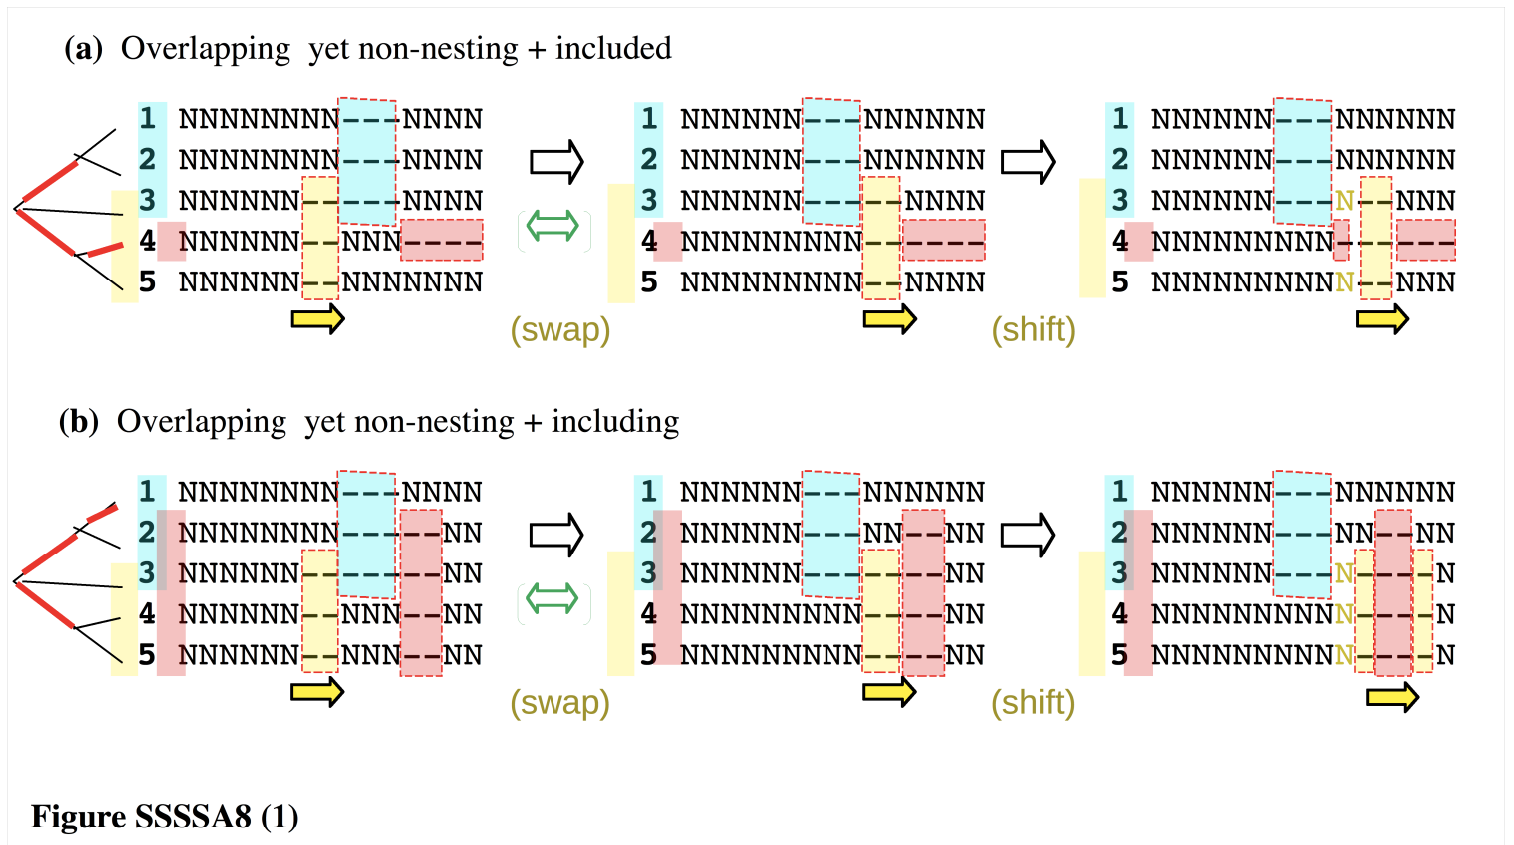 (a) Overlapping yet non-nesting + included
1 NNNNNNNN---NNNN 1 NNNNNN---NNNNNN 1 NNNNNN---NNNNNN
2 NNNNNNNN---NNNN 2 NNNNNN---NNNNNN 2 NNNNNN---NNNNNN
3 NNNNNN-----NNNN 3 NNNNNN-----NNNN 3 NNNNNN---N--NNN
4 NNNNNN--NNN---- 4 NNNNNNNNN------ 4 NNNNNNNNN------
5 NNNNNN--NNNNNNN 5 NNNNNNNNN--NNNN 5 NNNNNNNNNN--NNN
(swap) (shift)
(b) Overlapping yet non-nesting + including
1 NNNNNNNN---NNNN 1 NNNNNN---NNNNNN 1 NNNNNN---NNNNNN
2 NNNNNNNN-----NN 2 NNNNNN---NN--NN 2 NNNNNN---NN--NN
3 NNNNNN-------NN 3 NNNNNN-------NN 3 NNNNNN---N----N
4 NNNNNN--NNN--NN 4 NNNNNNNNN----NN 4 NNNNNNNNNN----N
5 NNNNNN--NNN--NN 5 NNNNNNNNN----NN 5 NNNNNNNNNN----N
(swap) (shift)
Figure SSSSA8 (1)